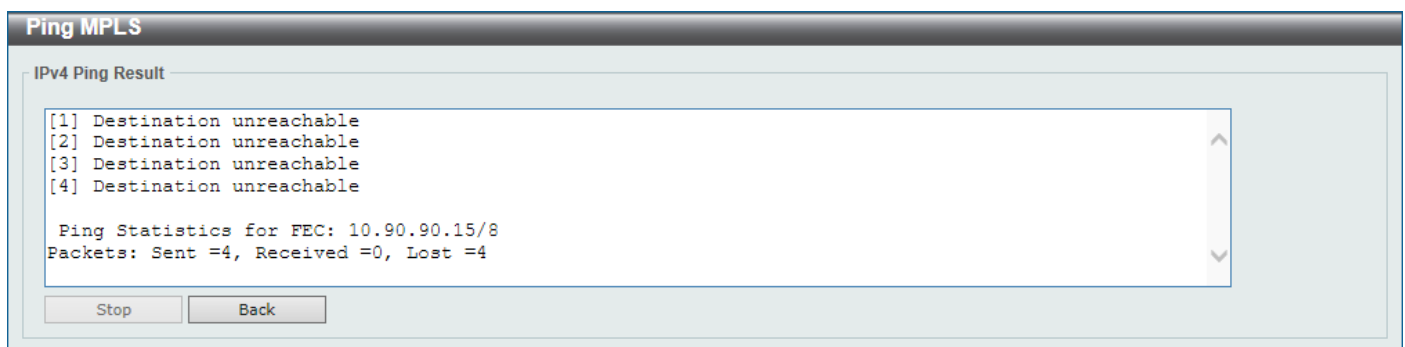 Ping MPLS
IPv4 Ping Result
[1] Destination unreachable
[2] Destination unreachable
[3] Destination unreachable
[4] Destination unreachable
Ping Statistics for FEC: 10.90.90.15/8
Packets: Sent =4, Received =0, Lost =4
Stop
Back